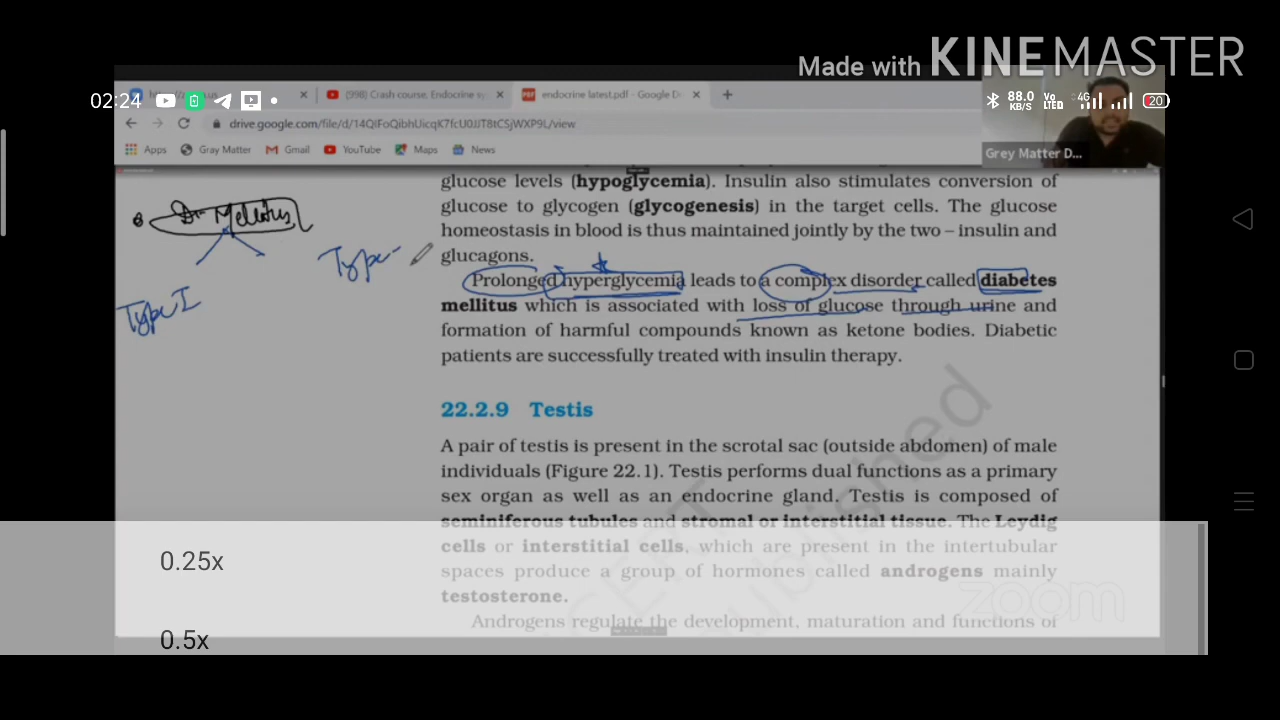 Made with KINEMASTER
02:24
88.0 KB/S
Vo LTED
4G
20
(998) Crash course, Endocrine sy
endocrine latest.pdf - Google D
drive.google.com/file/d/14QiFoQibhUicqK7fcU0JJT8tCSjWXP9L/view
Apps Gray Matter Gmail YouTube Maps News
Grey Matter D...
glucose levels (hypoglycemia). Insulin also stimulates conversion of
glucose to glycogen (glycogenesis) in the target cells. The glucose
homeostasis in blood is thus maintained jointly by the two – insulin and
glucagons.
Mellitus
Type I
Type-
Prolonged hyperglycemia leads to a complex disorder called diabetes
mellitus which is associated with loss of glucose through urine and
formation of harmful compounds known as ketone bodies. Diabetic
patients are successfully treated with insulin therapy.
22.2.9 Testis
A pair of testis is present in the scrotal sac (outside abdomen) of male
individuals (Figure 22.1). Testis performs dual functions as a primary
sex organ as well as an endocrine gland. Testis is composed of
seminiferous tubules and stromal or interstitial tissue. The Leydig
cells or interstitial cells, which are present in the intertubular
spaces produce a group of hormones called androgens mainly
testosterone.
Androgens regulate the development, maturation and functions of
zoom
0.25x
0.5x